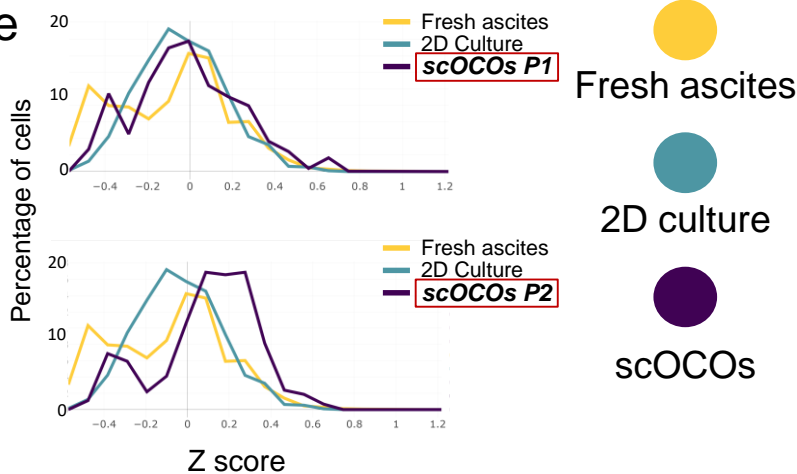 e
20
10
0
−0.4 −0.2 0 0.2 0.4 0.6 0.8 1 1.2
Fresh ascites
2D Culture
scOCOs P1
Percentage of cells
20
10
0
−0.4 −0.2 0 0.2 0.4 0.6 0.8 1 1.2
Fresh ascites
2D Culture
scOCOs P2
Z score
Fresh ascites
2D culture
scOCOs